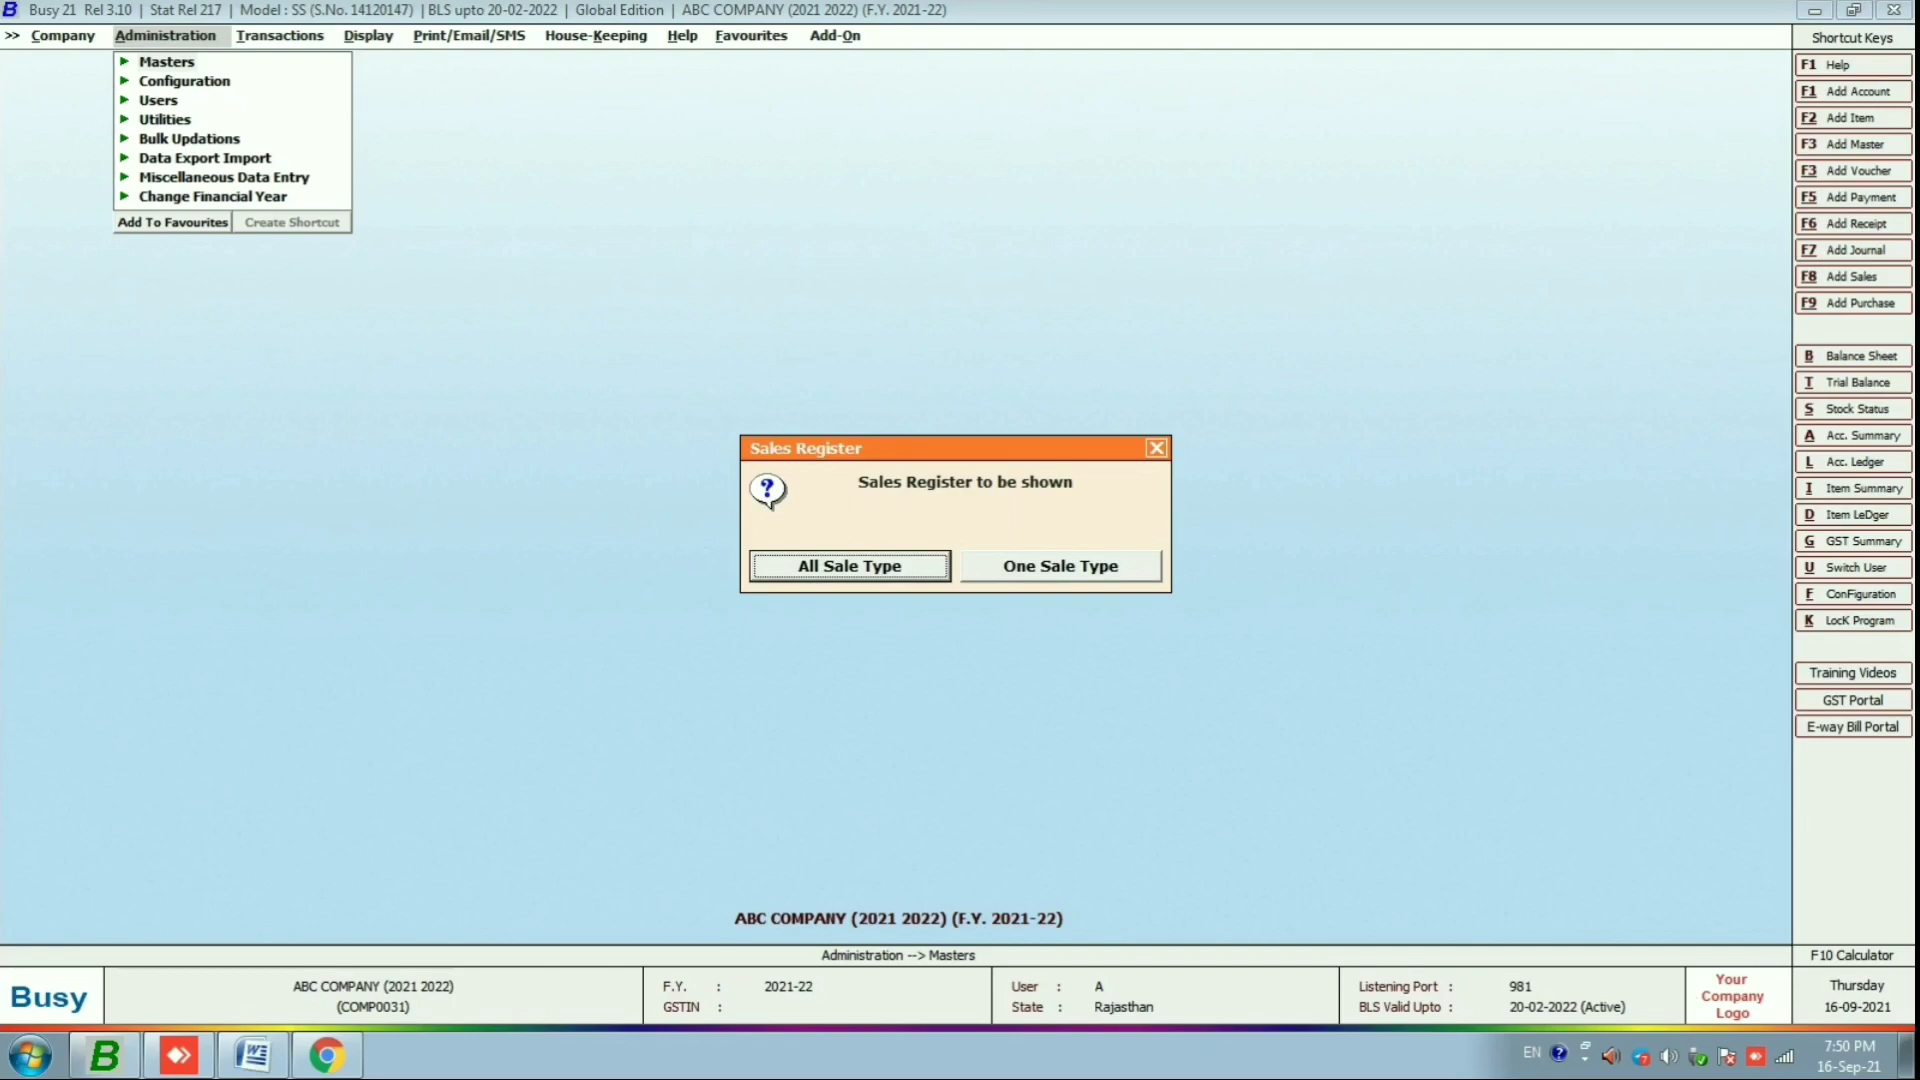 Busy 21 Rel 3.10 | Stat Rel 217 | Model : SS (S.No. 14120147) | BLS upto 20-02-2022 | Global Edition | ABC COMPANY (2021 2022) (F.Y. 2021-22)
>> Company Administration Transactions Display Print/Email/SMS House-Keeping Help Favourites Add-On
Masters
Configuration
Users
Utilities
Bulk Updations
Data Export Import
Miscellaneous Data Entry
Change Financial Year
Add To Favourites Create Shortcut
Sales Register
Sales Register to be shown
All Sale Type One Sale Type
Shortcut Keys
F1 Help
F1 Add Account
F2 Add Item
F3 Add Master
F3 Add Voucher
F5 Add Payment
F6 Add Receipt
F7 Add Journal
F8 Add Sales
F9 Add Purchase
B Balance Sheet
T Trial Balance
S Stock Status
A Acc. Summary
L Acc. Ledger
I Item Summary
D Item LeDger
G GST Summary
U Switch User
F ConFiguration
K LocK Program
Training Videos
GST Portal
E-way Bill Portal
ABC COMPANY (2021 2022) (F.Y. 2021-22)
Administration --> Masters
F10 Calculator
Busy
ABC COMPANY (2021 2022)
(COMP0031)
F.Y. : 2021-22
GSTIN :
User : A
State : Rajasthan
Listening Port : 981
BLS Valid Upto : 20-02-2022 (Active)
Your
Company
Logo
Thursday
16-09-2021
EN
7:50 PM
16-Sep-21